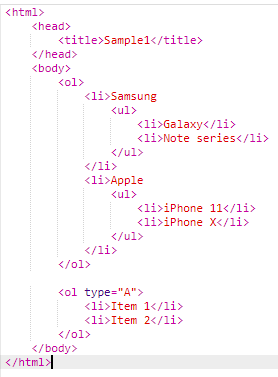 <html>
<head>
<title>Sample1</title>
</head>
<body>
<ol>
<li>Samsung
<ul>
<li>Galaxy</li>
<li>Note series</li>
</ul>
</li>
<li>Apple
<ul>
<li>iPhone 11</li>
<li>iPhone X</li>
</ul>
</li>
</ol>
<ol type="A">
<li>Item 1</li>
<li>Item 2</li>
</ol>
</body>
</html>